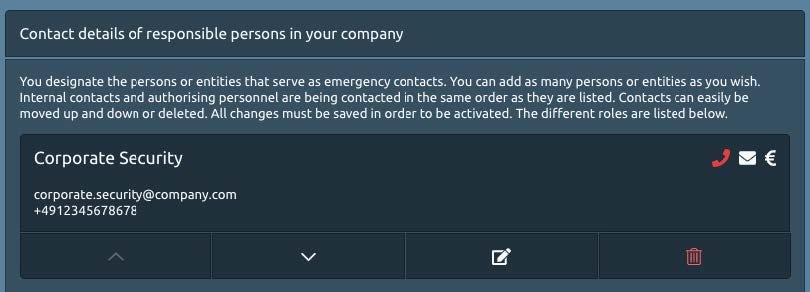 Contact details of responsible persons in your company
You designate the persons or entities that serve as emergency contacts. You can add as many persons or entities as you wish.
Internal contacts and authorising personnel are being contacted in the same order as they are listed. Contacts can easily be
moved up and down or deleted. All changes must be saved in order to be activated. The different roles are listed below.
Corporate Security €
corporate.security@company.com
+4912345678678